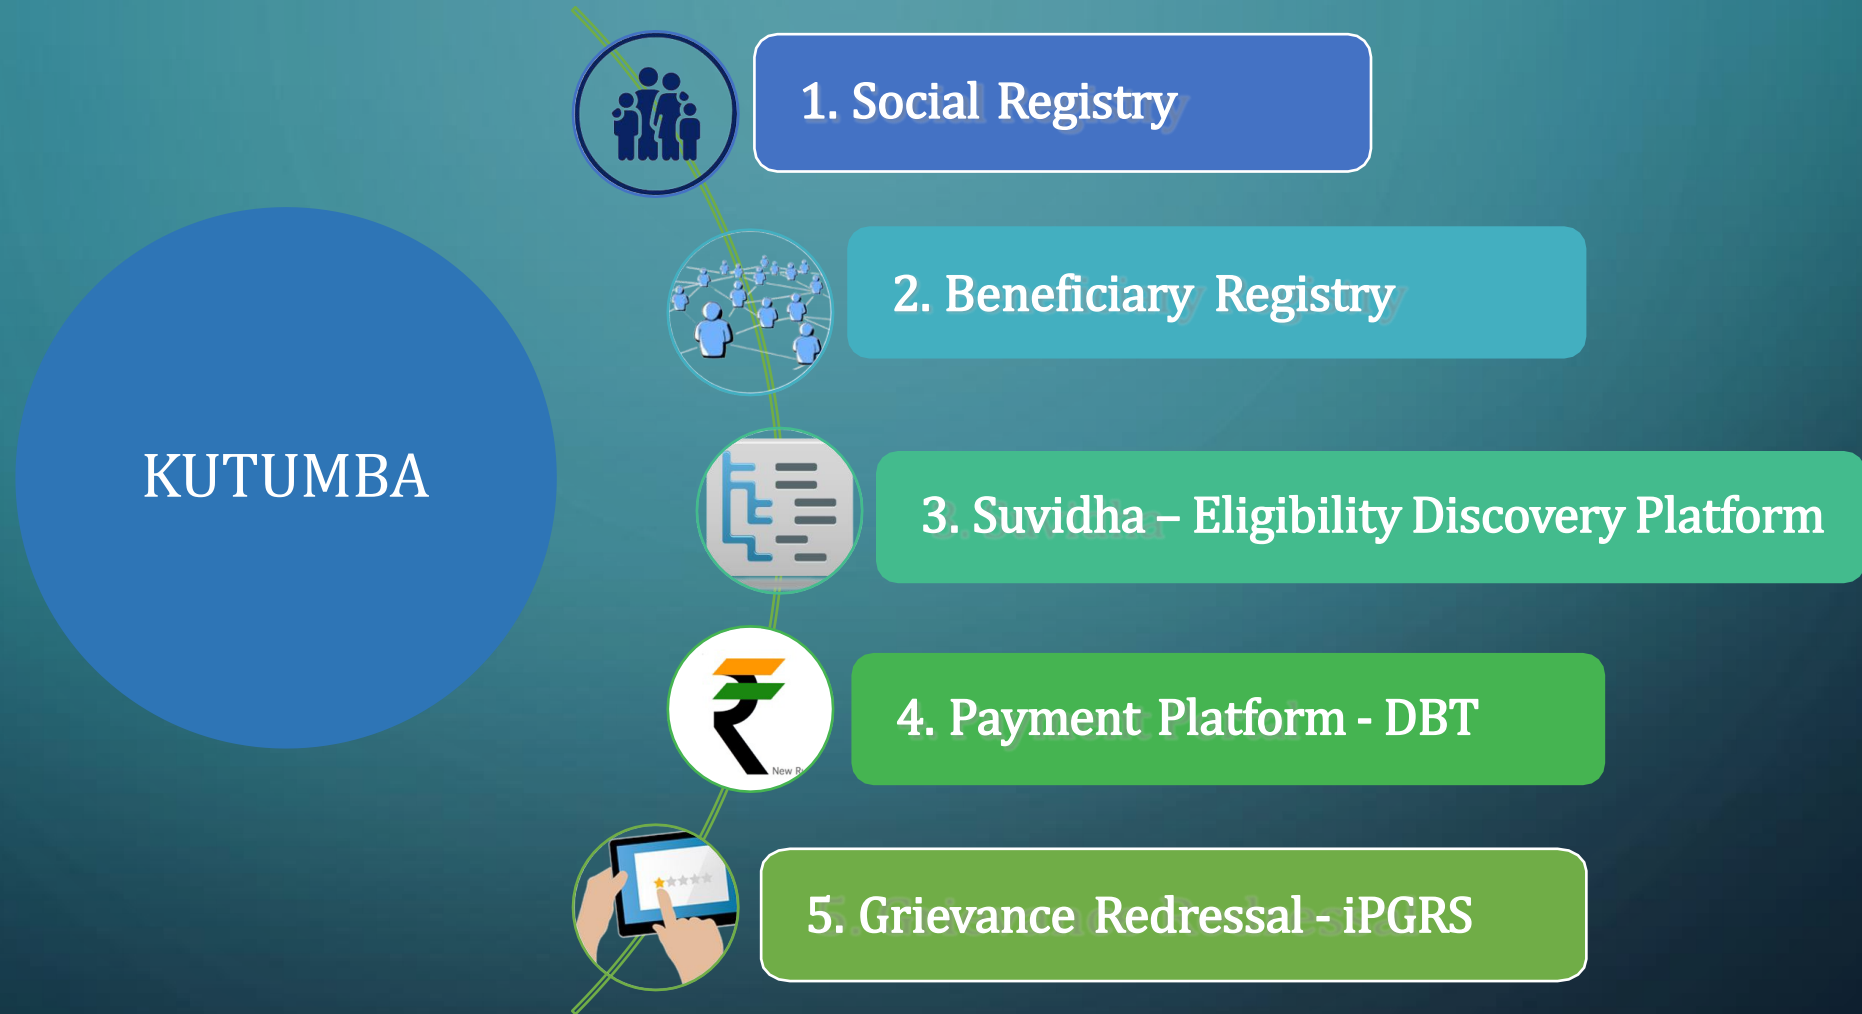 KUTUMBA
1. Social Registry
2. Beneficiary Registry
3. Suvidha – Eligibility Discovery Platform
4. Payment Platform - DBT
New
5. Grievance Redressal - iPGRS